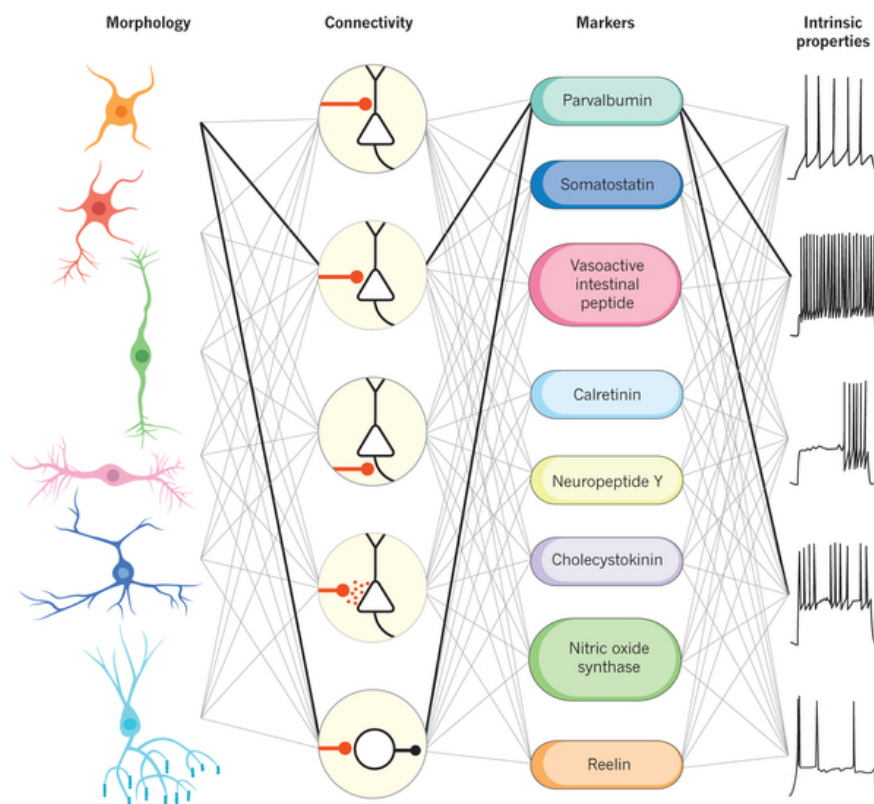 Morphology
Connectivity
Markers
Intrinsic
properties
Parvalbumin
Somatostatin
Vasoactive
intestinal
peptide
Calretinin
Neuropeptide Y
Cholecystokinin
Nitric oxide
synthase
Reelin